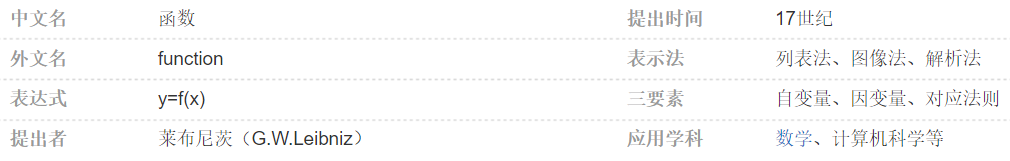 中文名 函数 提出时间 17世纪
外文名 function 表示法 列表法、图像法、解析法
表达式 y=f(x) 三要素 自变量、因变量、对应法则
提出者 莱布尼茨（G.W.Leibniz） 应用学科 数学、计算机科学等